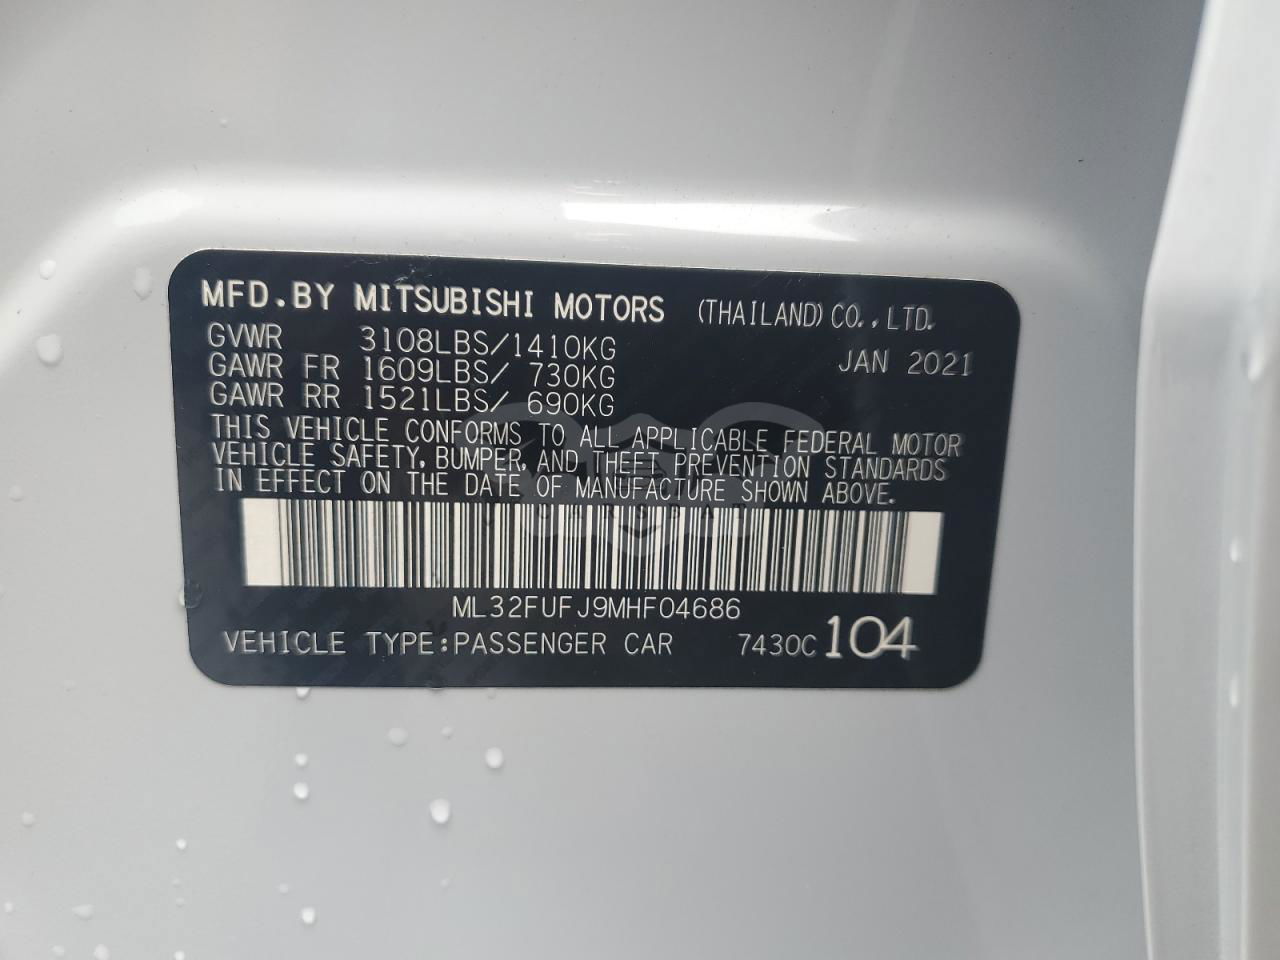 MFD.BY MITSUBISHI MOTORS (THAILAND) CO.,LTD.
GVWR 3108LBS/1410KG
JAN 2021
GAWR FR 1609LBS/ 730KG
GAWR RR 1521LBS/ 690KG
THIS VEHICLE CONFORMS TO ALL APPLICABLE FEDERAL MOTOR
VEHICLE SAFETY, BUMPER, AND THEFT PREVENTION STANDARDS
IN EFFECT ON THE DATE OF MANUFACTURE SHOWN ABOVE.
ML32FUFJ9MHF04686
VEHICLE TYPE:PASSENGER CAR 7430C 104